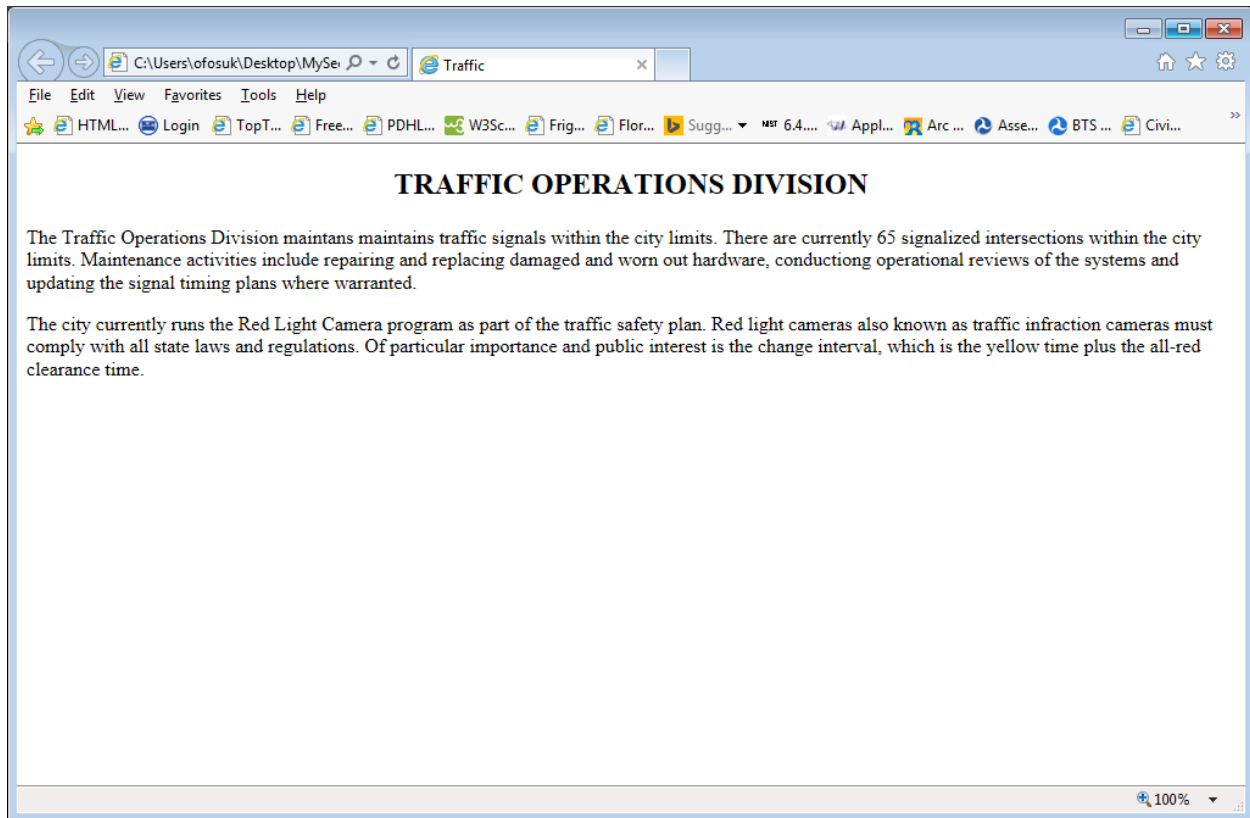 C:\Users\ofosuk\Desktop\MySe
Traffic
File Edit View Favorites Tools Help
HTML... Login TopT... Free... PDHL... W3Sc... Frig... Flor... Sugg... NIST 6.4.... Appl... Arc ... Asse... BTS ... Civi... »
TRAFFIC OPERATIONS DIVISION
The Traffic Operations Division maintans maintains traffic signals within the city limits. There are currently 65 signalized intersections within the city
limits. Maintenance activities include repairing and replacing damaged and worn out hardware, conductiong operational reviews of the systems and
updating the signal timing plans where warranted.
The city currently runs the Red Light Camera program as part of the traffic safety plan. Red light cameras also known as traffic infraction cameras must
comply with all state laws and regulations. Of particular importance and public interest is the change interval, which is the yellow time plus the all-red
clearance time.
100%